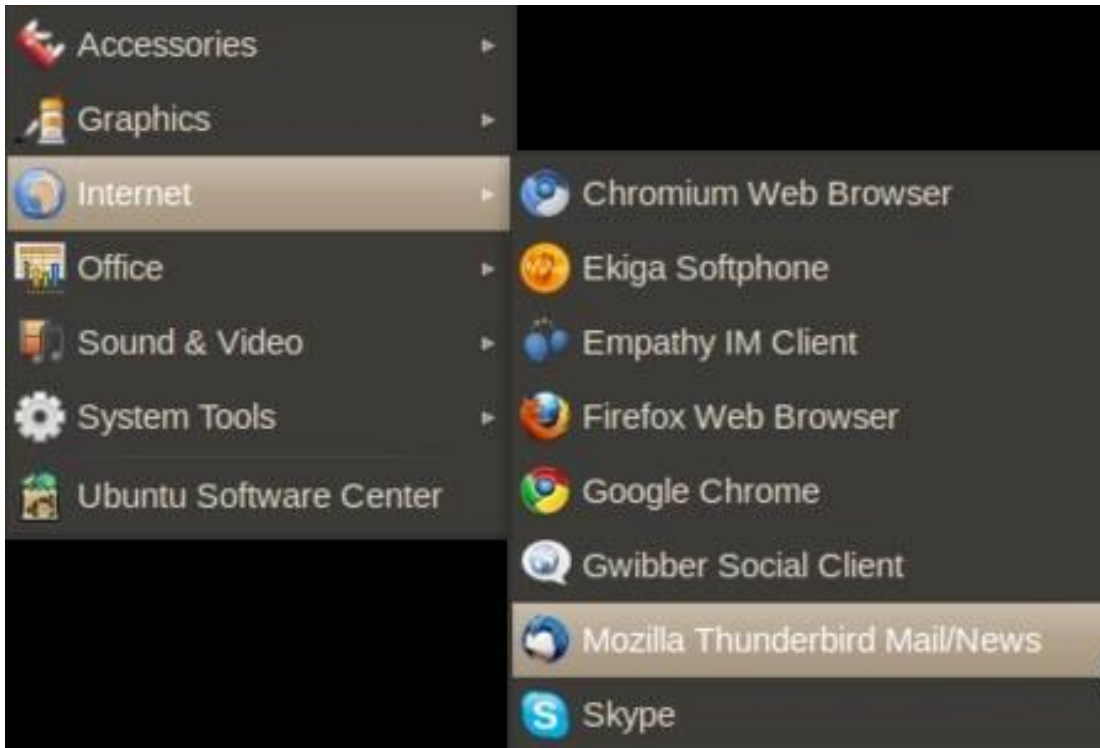 Accessories
Graphics
Internet
Office
Sound & Video
System Tools
Ubuntu Software Center
Chromium Web Browser
Ekiga Softphone
Empathy IM Client
Firefox Web Browser
Google Chrome
Gwibber Social Client
Mozilla Thunderbird Mail/News
Skype